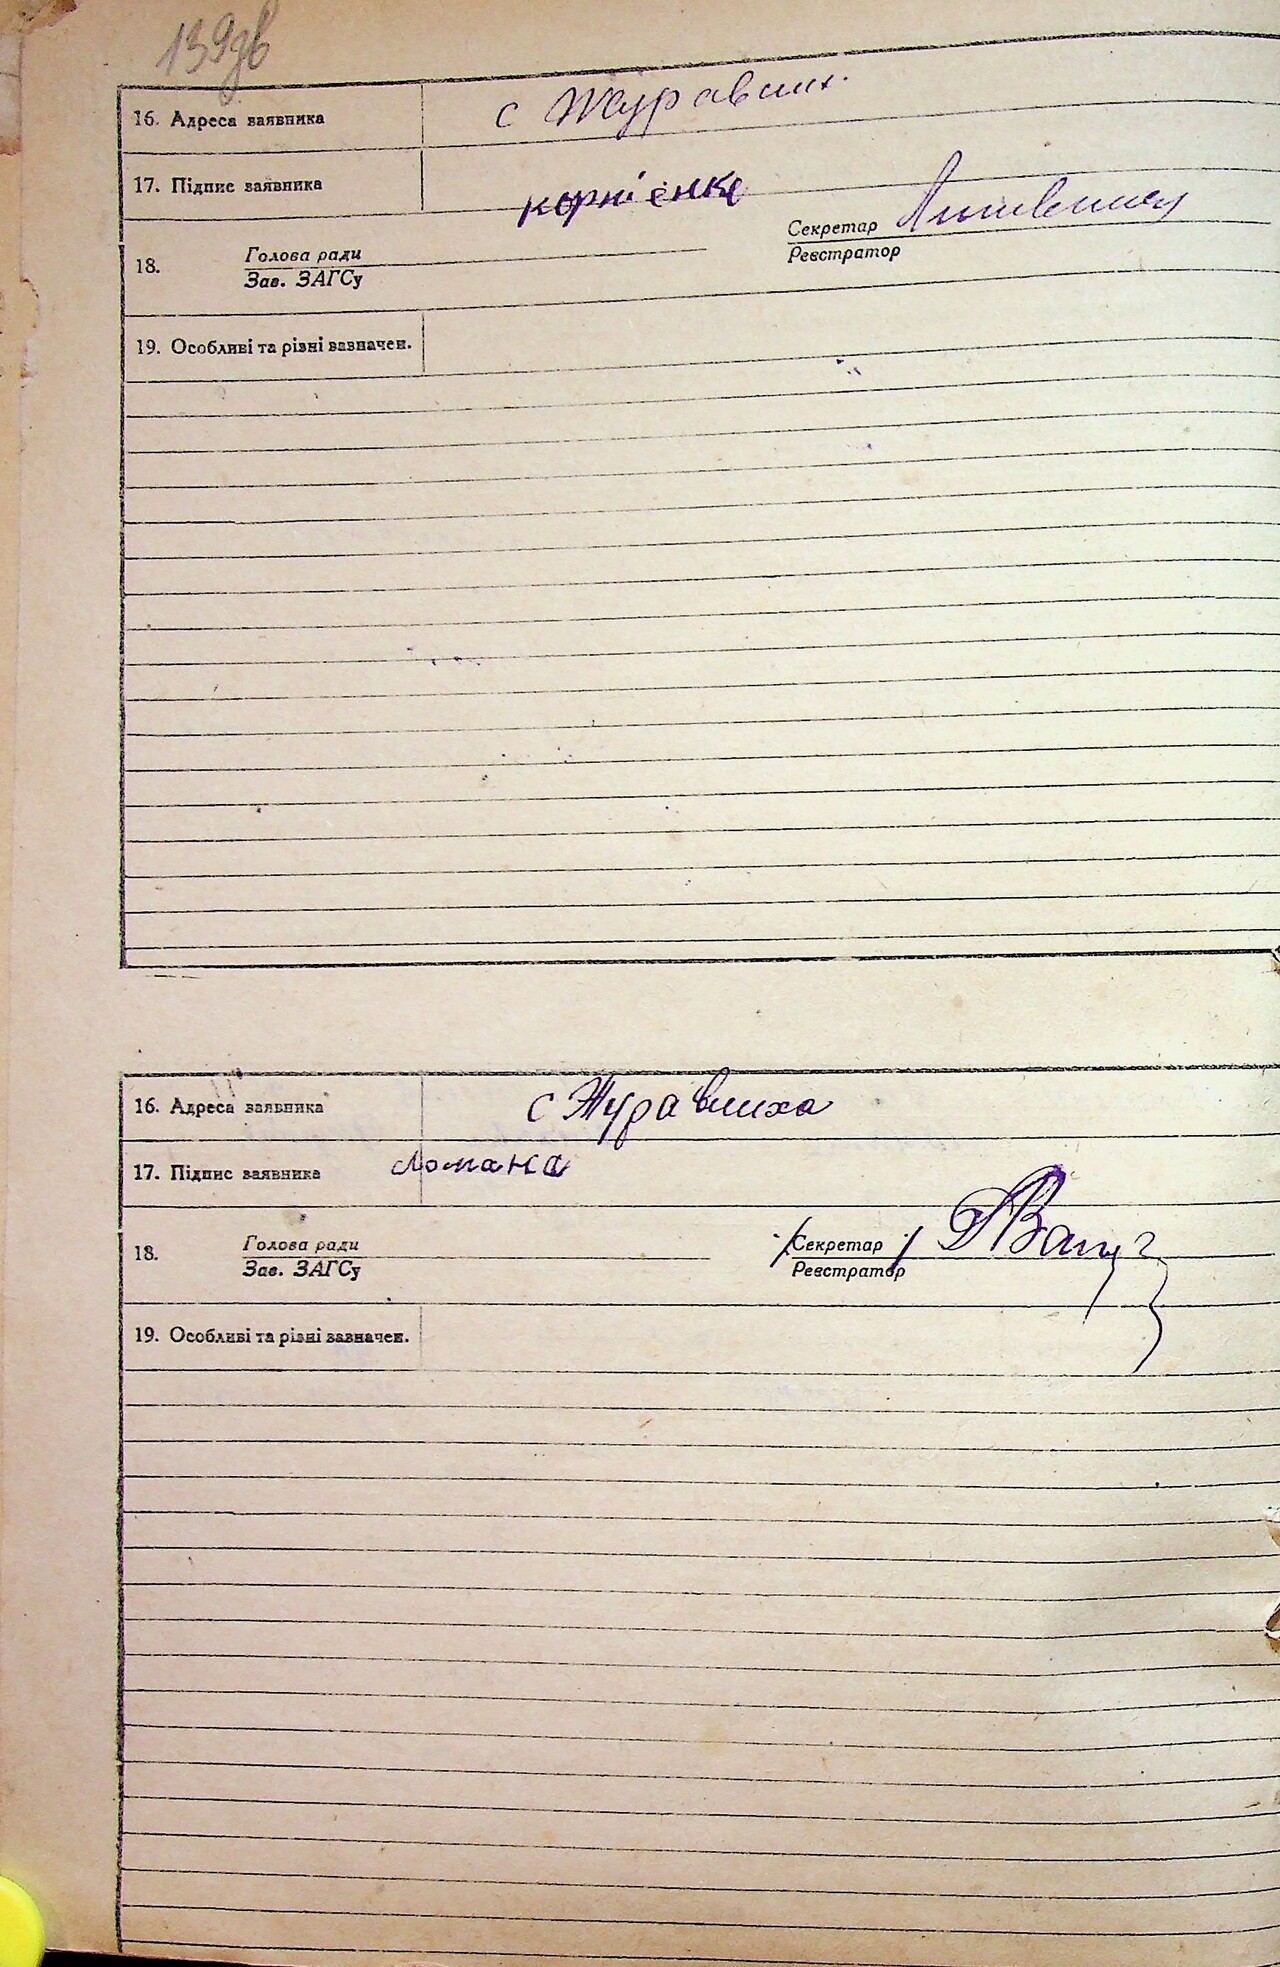 139зв
16. Адреса заявника с Журавлих.
17. Підпис заявника корнієнко
18. Голова ради Секретар
Зав. ЗАГСу Реєстратор
19. Особливі та різні зазначен.
16. Адреса заявника с Журавлиха
17. Підпис заявника Ломака
18. Голова ради /Секретар/
Зав. ЗАГСу Реєстратор
19. Особливі та різні зазначен.